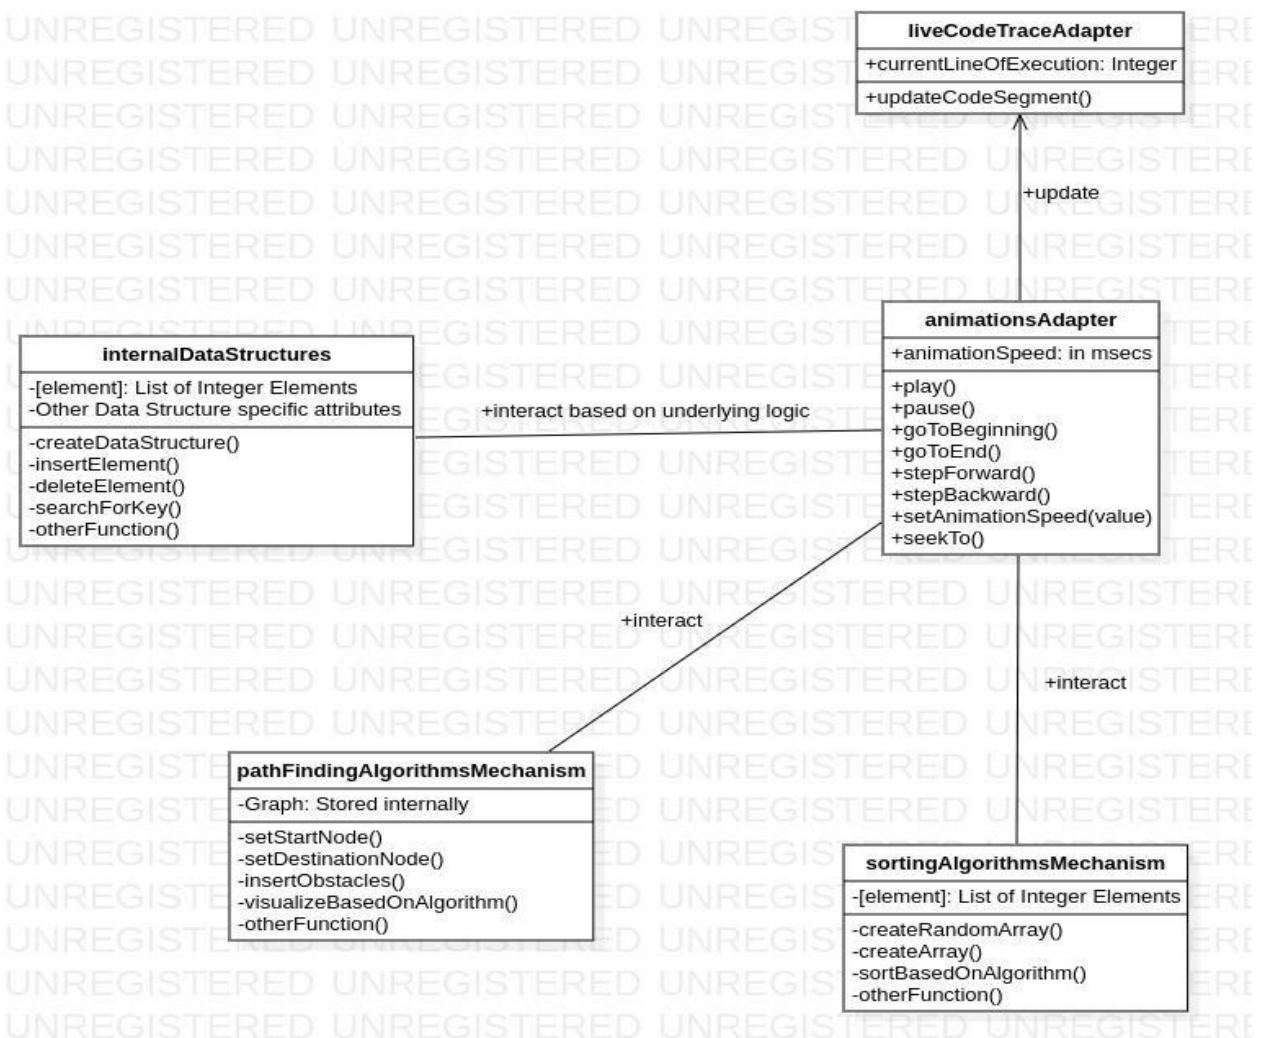 liveCodeTraceAdapter
+currentLineOfExecution: Integer
+updateCodeSegment()
+update
animationsAdapter
+animationSpeed: in msecs
+play()
+pause()
+goToBeginning()
+goToEnd()
+stepForward()
+stepBackward()
+setAnimationSpeed(value)
+seekTo()
internalDataStructures
-[element]: List of Integer Elements
-Other Data Structure specific attributes
-createDataStructure()
-insertElement()
-deleteElement()
-searchForKey()
-otherFunction()
+interact based on underlying logic
+interact
+interact
pathFindingAlgorithmsMechanism
-Graph: Stored internally
-setStartNode()
-setDestinationNode()
-insertObstacles()
-visualizeBasedOnAlgorithm()
-otherFunction()
sortingAlgorithmsMechanism
-[element]: List of Integer Elements
-createRandomArray()
-createArray()
-sortBasedOnAlgorithm()
-otherFunction()
UNREGISTERED UNREGISTEREDUNREGISTERED